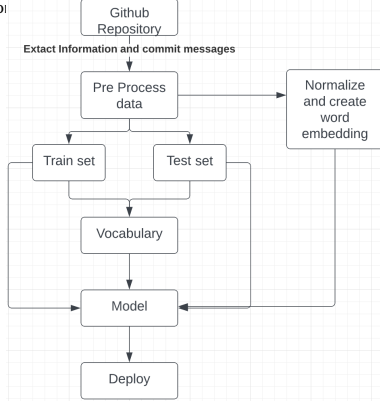 Github
Repository
Extact Information and commit messages
Pre Process
data
Normalize
and create
word
embedding
Train set
Test set
Vocabulary
Model
Deploy